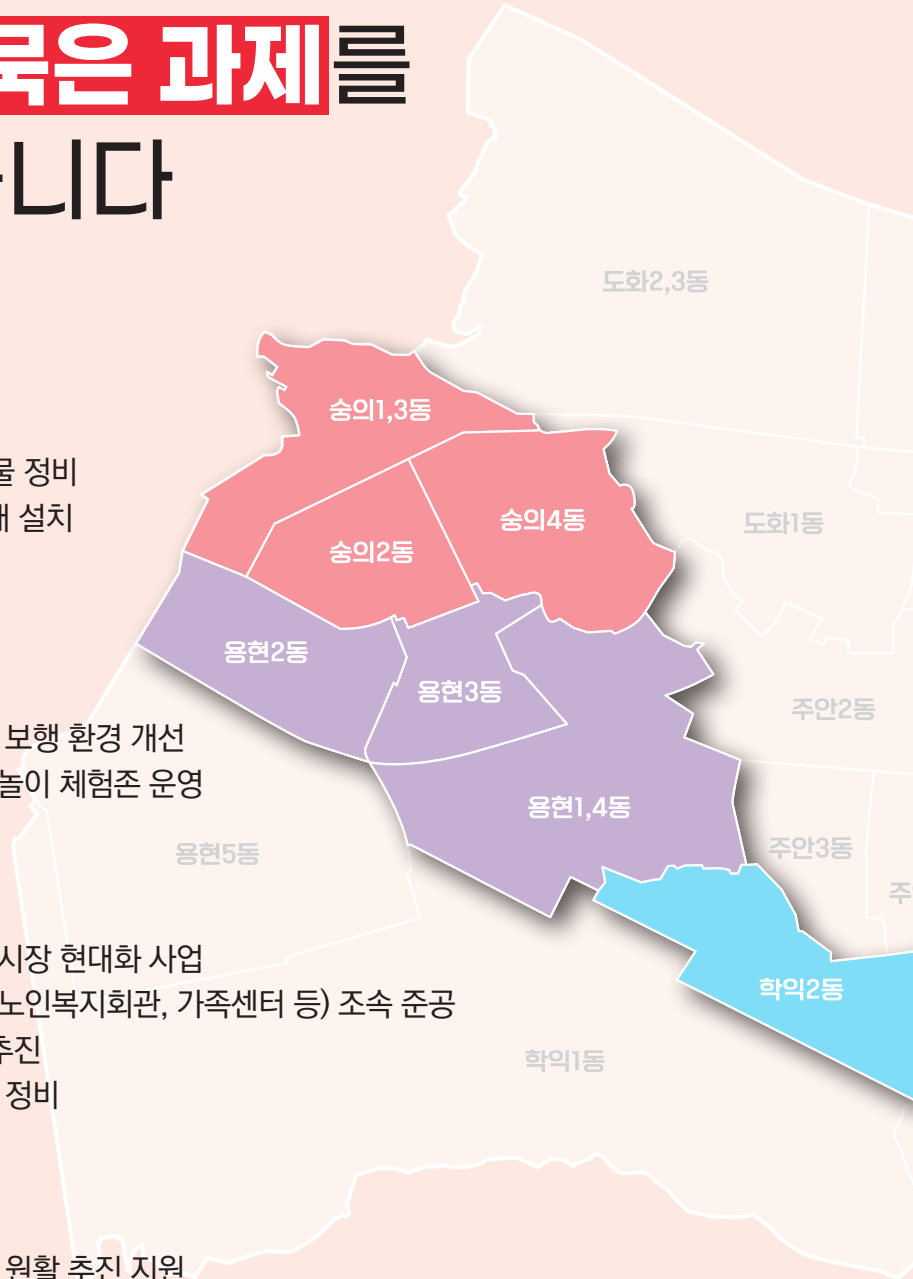 묵은 과제를
습니다
도화2,3동
숭의1,3동
물 정비
설치
숭의4동
도화1동
숭의2동
용현2동
용현3동
주안2동
보행 환경 개선
놀이 체험존 운영
용현1,4동
용현5동
주안3동
주
시장 현대화 사업
노인복지회관, 가족센터 등) 조속 준공
학익2동
추진
학익1동
정비
원활 추진 지원